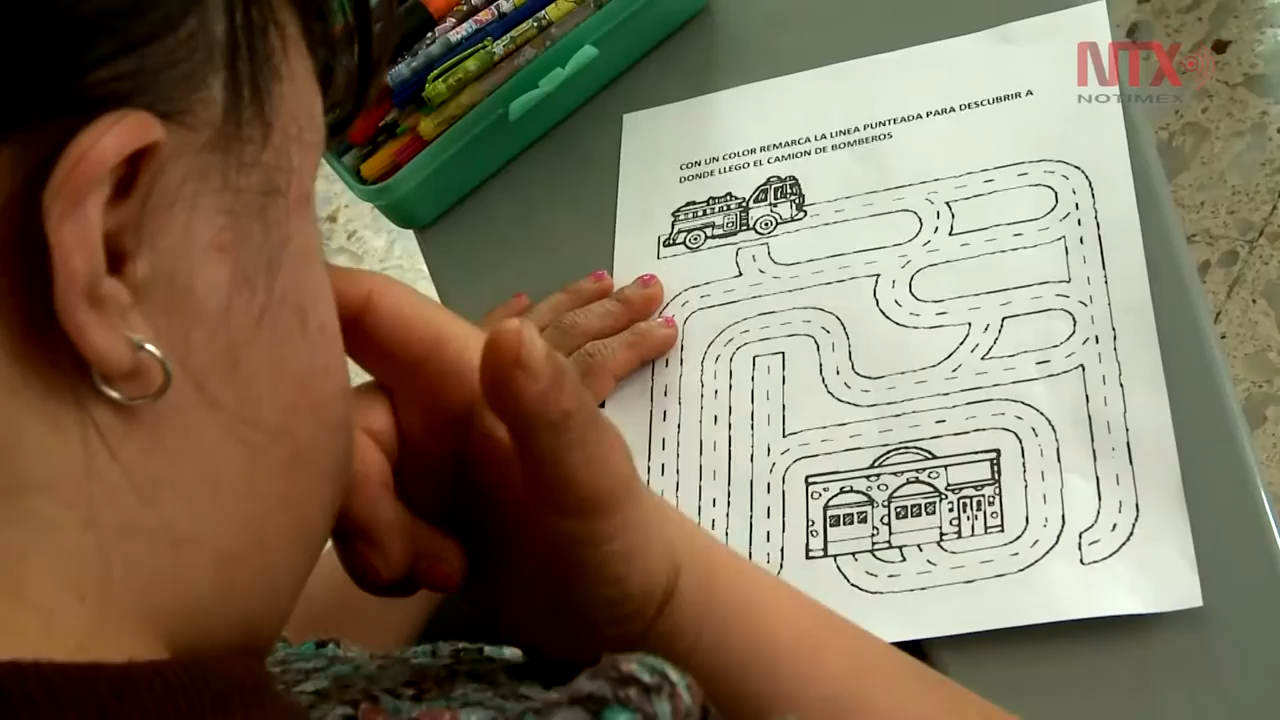 NTX
NOTIMEX
CON UN COLOR REMARCA LA LINEA PUNTEADA PARA DESCUBRIR A
DONDE LLEGO EL CAMION DE BOMBEROS